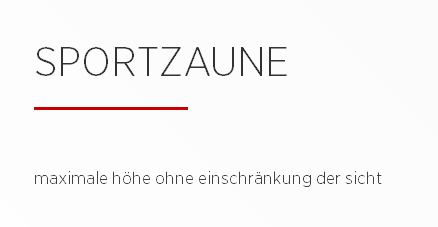 SPORTZAUNE
maximale höhe ohne einschränkung der sicht